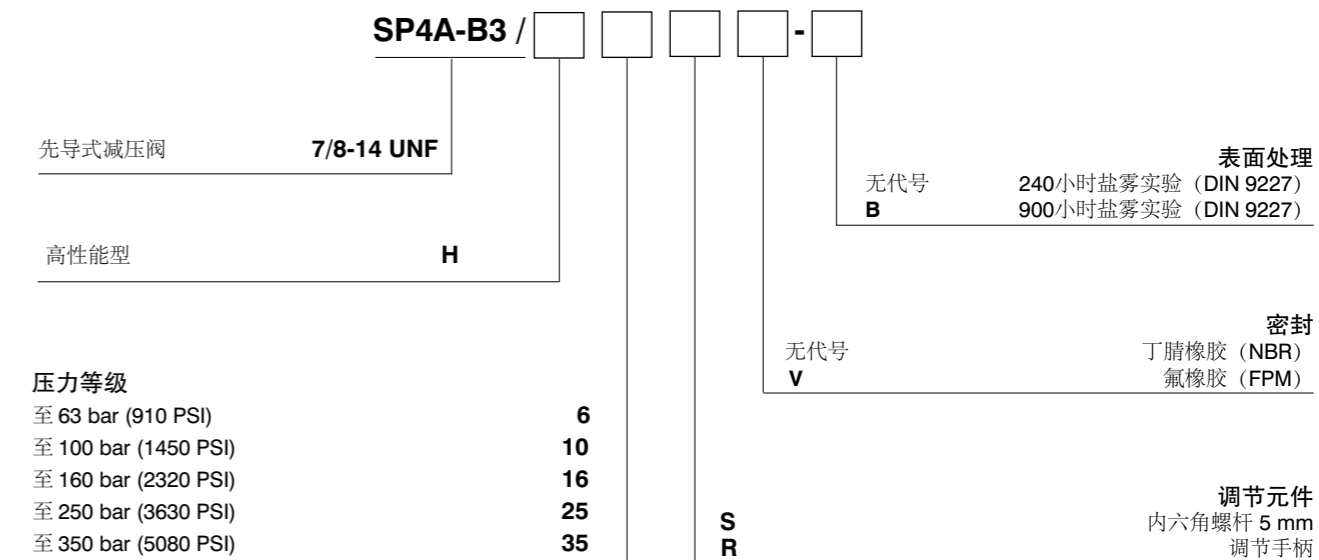 SP4A-B3 / -
先导式减压阀 7/8-14 UNF
表面处理
无代号 240小时盐雾实验（DIN 9227）
B 900小时盐雾实验（DIN 9227）
高性能型 H
密封
无代号 丁腈橡胶（NBR）
V 氟橡胶（FPM）
压力等级
至 63 bar (910 PSI) 6
至 100 bar (1450 PSI) 10
至 160 bar (2320 PSI) 16
至 250 bar (3630 PSI) 25
至 350 bar (5080 PSI) 35
调节元件
S 内六角螺杆 5 mm
R 调节手柄